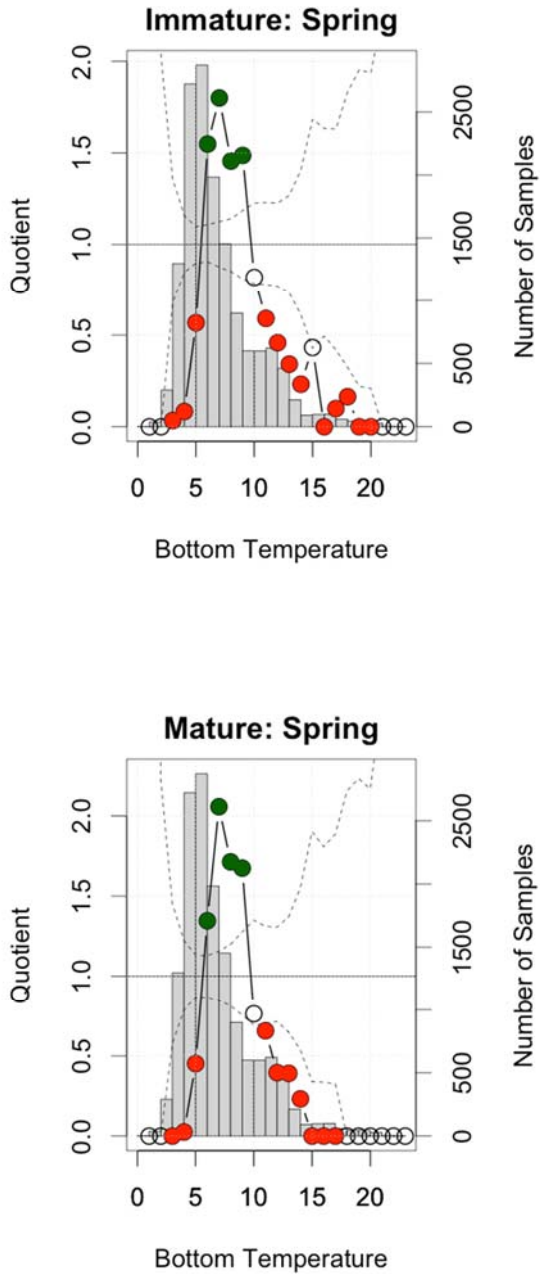 Immature: Spring
2.0
1.5
1.0
0.5
0.0
Quotient
2500
1500
500
0
Number of Samples
0 5 10 15 20
Bottom Temperature
Mature: Spring
2.0
1.5
1.0
0.5
0.0
Quotient
2500
1500
500
0
Number of Samples
0 5 10 15 20
Bottom Temperature